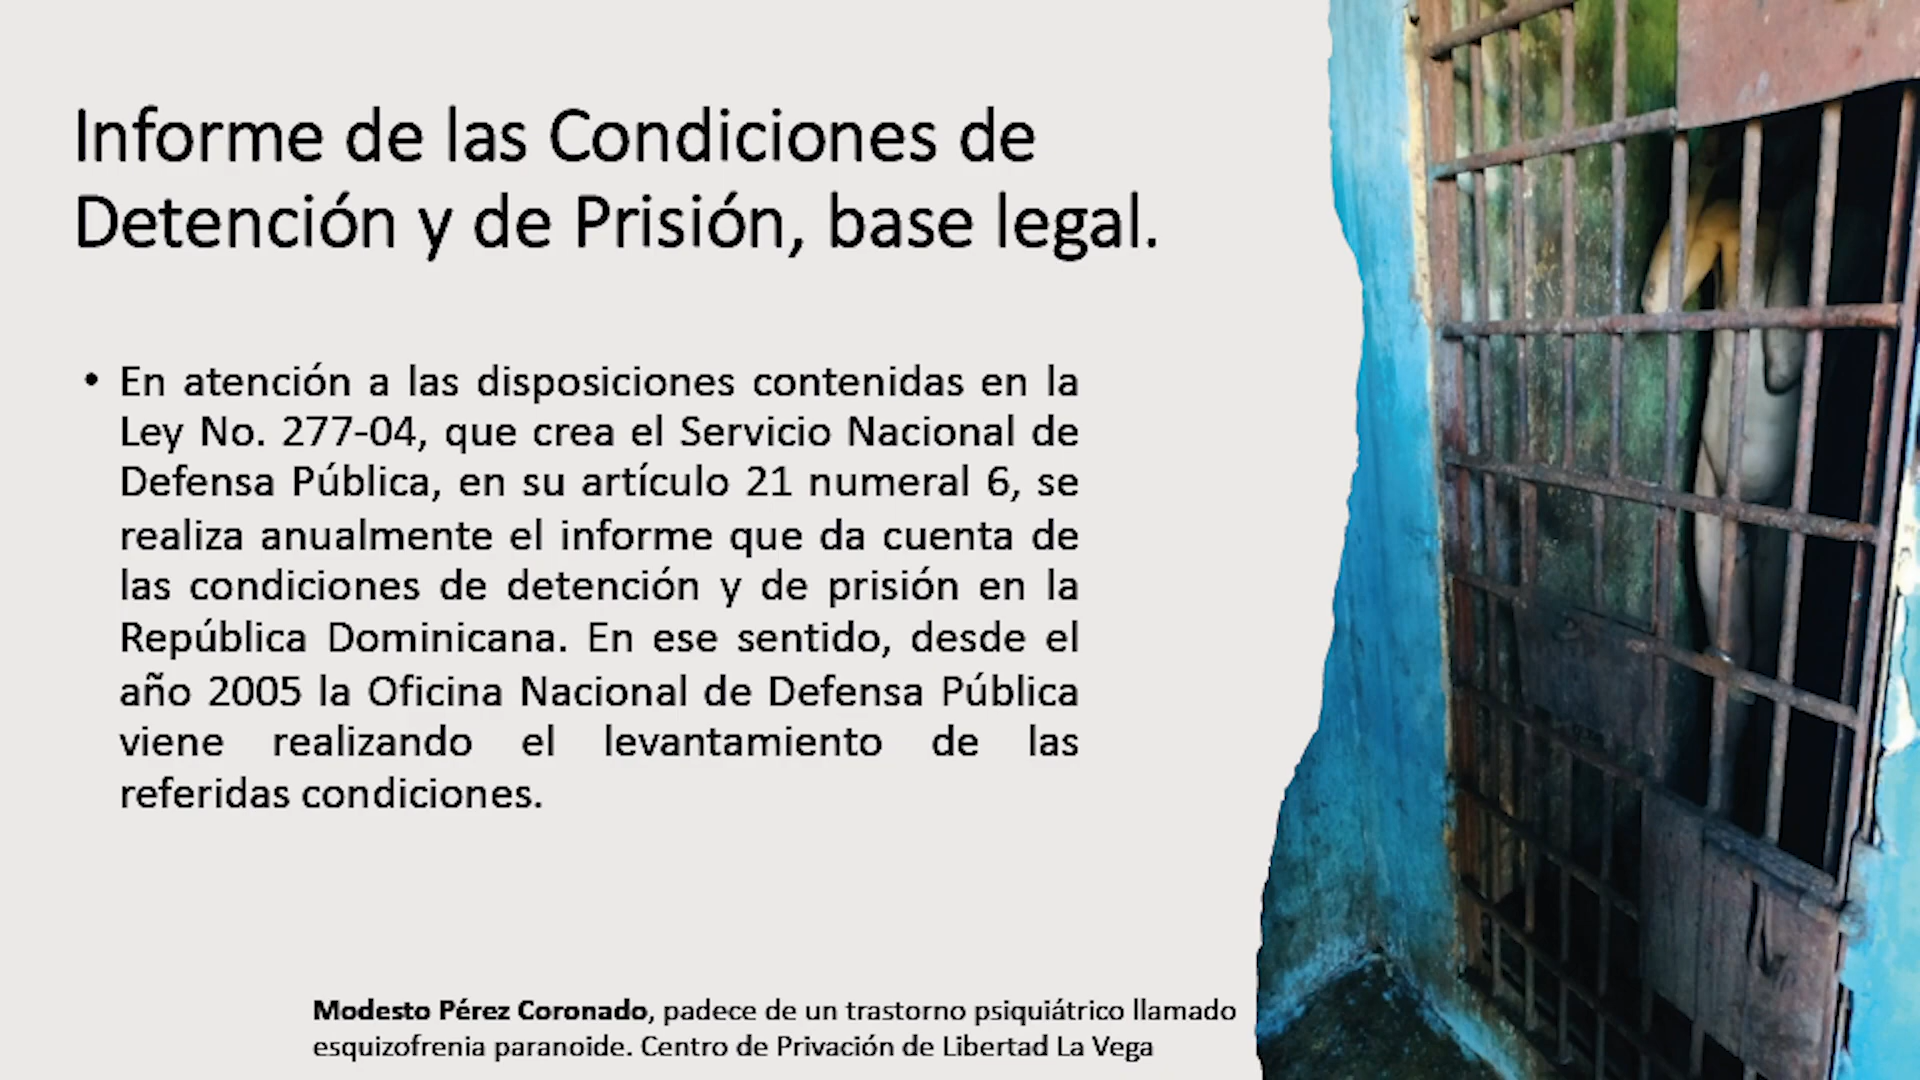 Informe de las Condiciones de
Detención y de Prisión, base legal.
• En atención a las disposiciones contenidas en la
Ley No. 277-04, que crea el Servicio Nacional de
Defensa Pública, en su artículo 21 numeral 6, se
realiza anualmente el informe que da cuenta de
las condiciones de detención y de prisión en la
República Dominicana. En ese sentido, desde el
año 2005 la Oficina Nacional de Defensa Pública
viene realizando el levantamiento de las
referidas condiciones.
Modesto Pérez Coronado, padece de un trastorno psiquiátrico llamado
esquizofrenia paranoide. Centro de Privación de Libertad La Vega